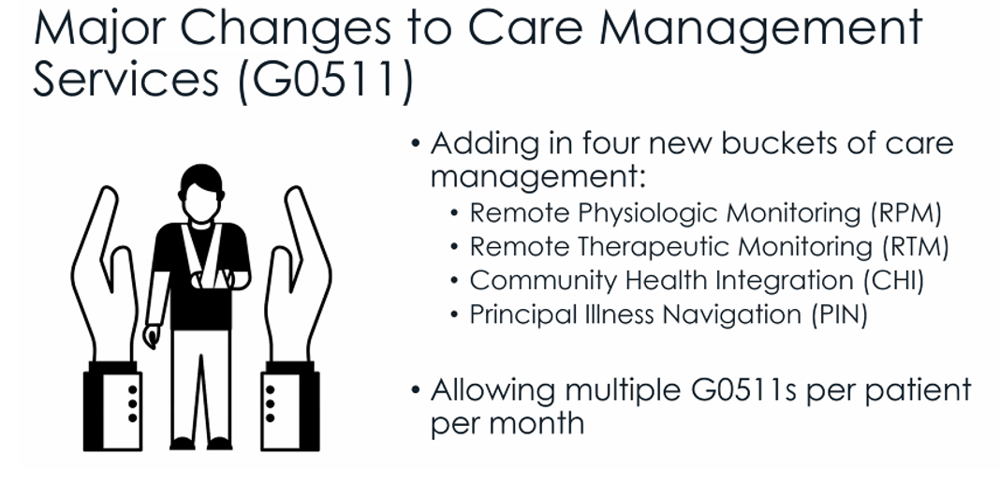 Major Changes to Care Management
Services (G0511)
• Adding in four new buckets of care
management:
• Remote Physiologic Monitoring (RPM)
• Remote Therapeutic Monitoring (RTM)
• Community Health Integration (CHI)
• Principal Illness Navigation (PIN)
• Allowing multiple G0511s per patient
per month